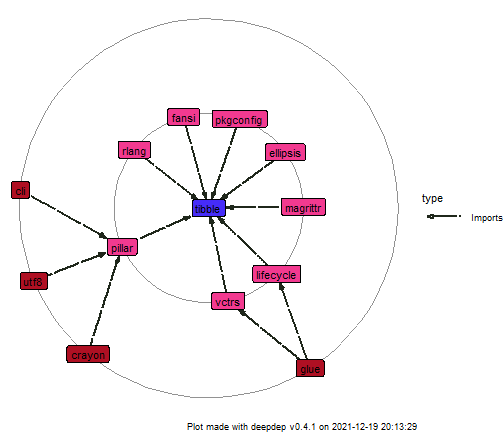 fansi
pkgconfig
rlang
ellipsis
cli
magrittr
tibble
type
Imports
pillar
utf8
lifecycle
vctrs
crayon
glue
Plot made with deepdep v0.4.1 on 2021-12-19 20:13:29